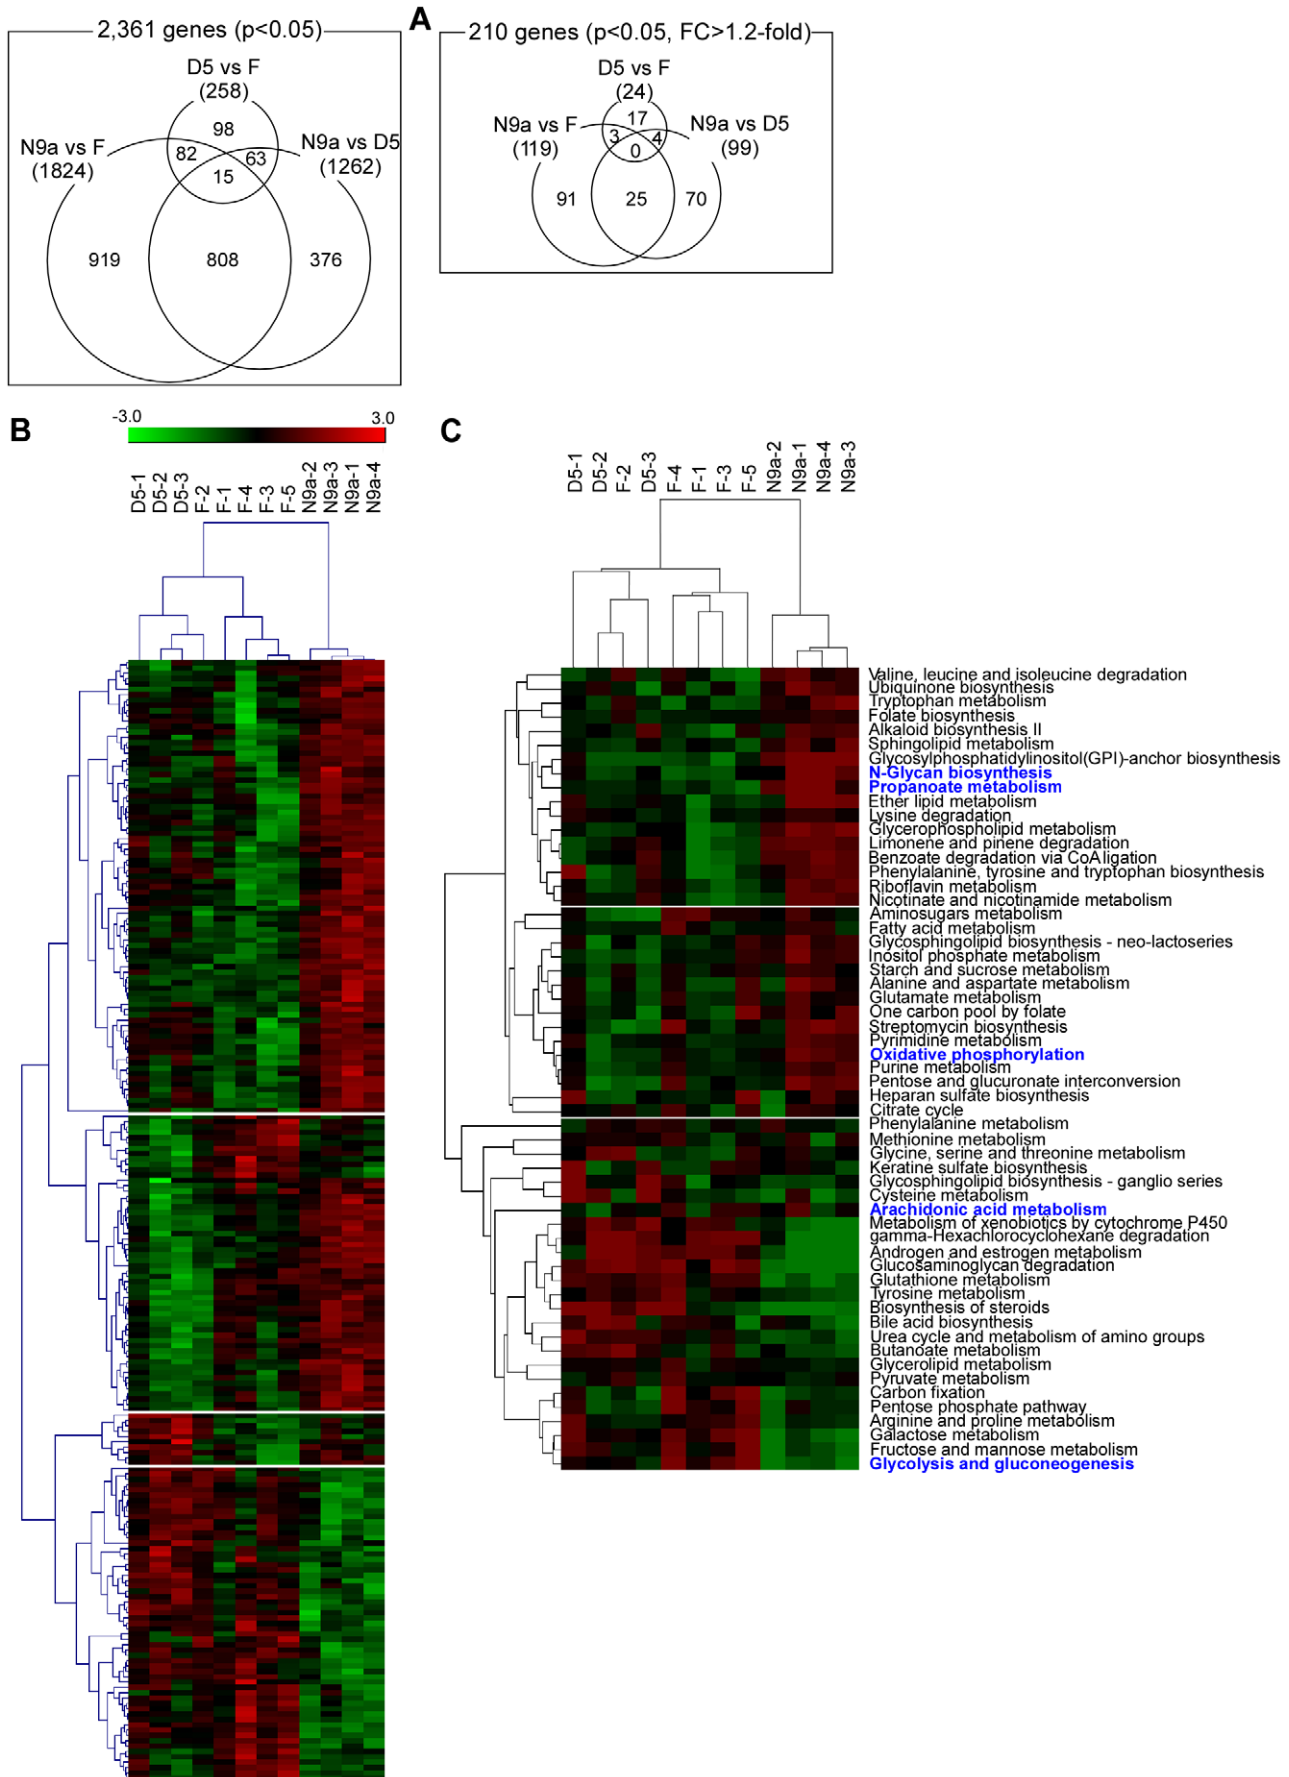 A
2,361 genes (p<0.05)
D5 vs F
(258)
98
N9a vs F
(1824)
82
63
N9a vs D5
(1262)
15
919
808
376
210 genes (p<0.05, FC>1.2-fold)
D5 vs F
(24)
17
N9a vs F
(119)
3
4
N9a vs D5
(99)
0
91
25
70
B
-3.0
3.0
D5-1
D5-2
D5-3
F-2
F-1
F-4
F-3
F-5
N9a-2
N9a-3
N9a-1
N9a-4
C
D5-1
D5-2
F-2
D5-3
F-4
F-1
F-3
F-5
N9a-2
N9a-1
N9a-4
N9a-3
Valine, leucine and isoleucine degradation
Ubiquinone biosynthesis
Tryptophan metabolism
Folate biosynthesis
Alkaloid biosynthesis II
Sphingolipid metabolism
Glycosylphosphatidylinositol(GPI)-anchor biosynthesis
N-Glycan biosynthesis
Propanoate metabolism
Ether lipid metabolism
Lysine degradation
Glycerophospholipid metabolism
Limonene and pinene degradation
Benzoate degradation via CoA ligation
Phenylalanine, tyrosine and tryptophan biosynthesis
Riboflavin metabolism
Nicotinate and nicotinamide metabolism
Aminosugars metabolism
Fatty acid metabolism
Glycosphingolipid biosynthesis - neo-lactoseries
Inositol phosphate metabolism
Starch and sucrose metabolism
Alanine and aspartate metabolism
Glutamate metabolism
One carbon pool by folate
Streptomycin biosynthesis
Pyrimidine metabolism
Oxidative phosphorylation
Purine metabolism
Pentose and glucuronate interconversion
Heparan sulfate biosynthesis
Citrate cycle
Phenylalanine metabolism
Methionine metabolism
Glycine, serine and threonine metabolism
Keratine sulfate biosynthesis
Glycosphingolipid biosynthesis - ganglio series
Cysteine metabolism
Arachidonic acid metabolism
Metabolism of xenobiotics by cytochrome P450
gamma-Hexachlorocyclohexane degradation
Androgen and estrogen metabolism
Glucosaminoglycan degradation
Glutathione metabolism
Tyrosine metabolism
Biosynthesis of steroids
Bile acid biosynthesis
Urea cycle and metabolism of amino groups
Butanoate metabolism
Glycerolipid metabolism
Pyruvate metabolism
Carbon fixation
Pentose phosphate pathway
Arginine and proline metabolism
Galactose metabolism
Fructose and mannose metabolism
Glycolysis and gluconeogenesis